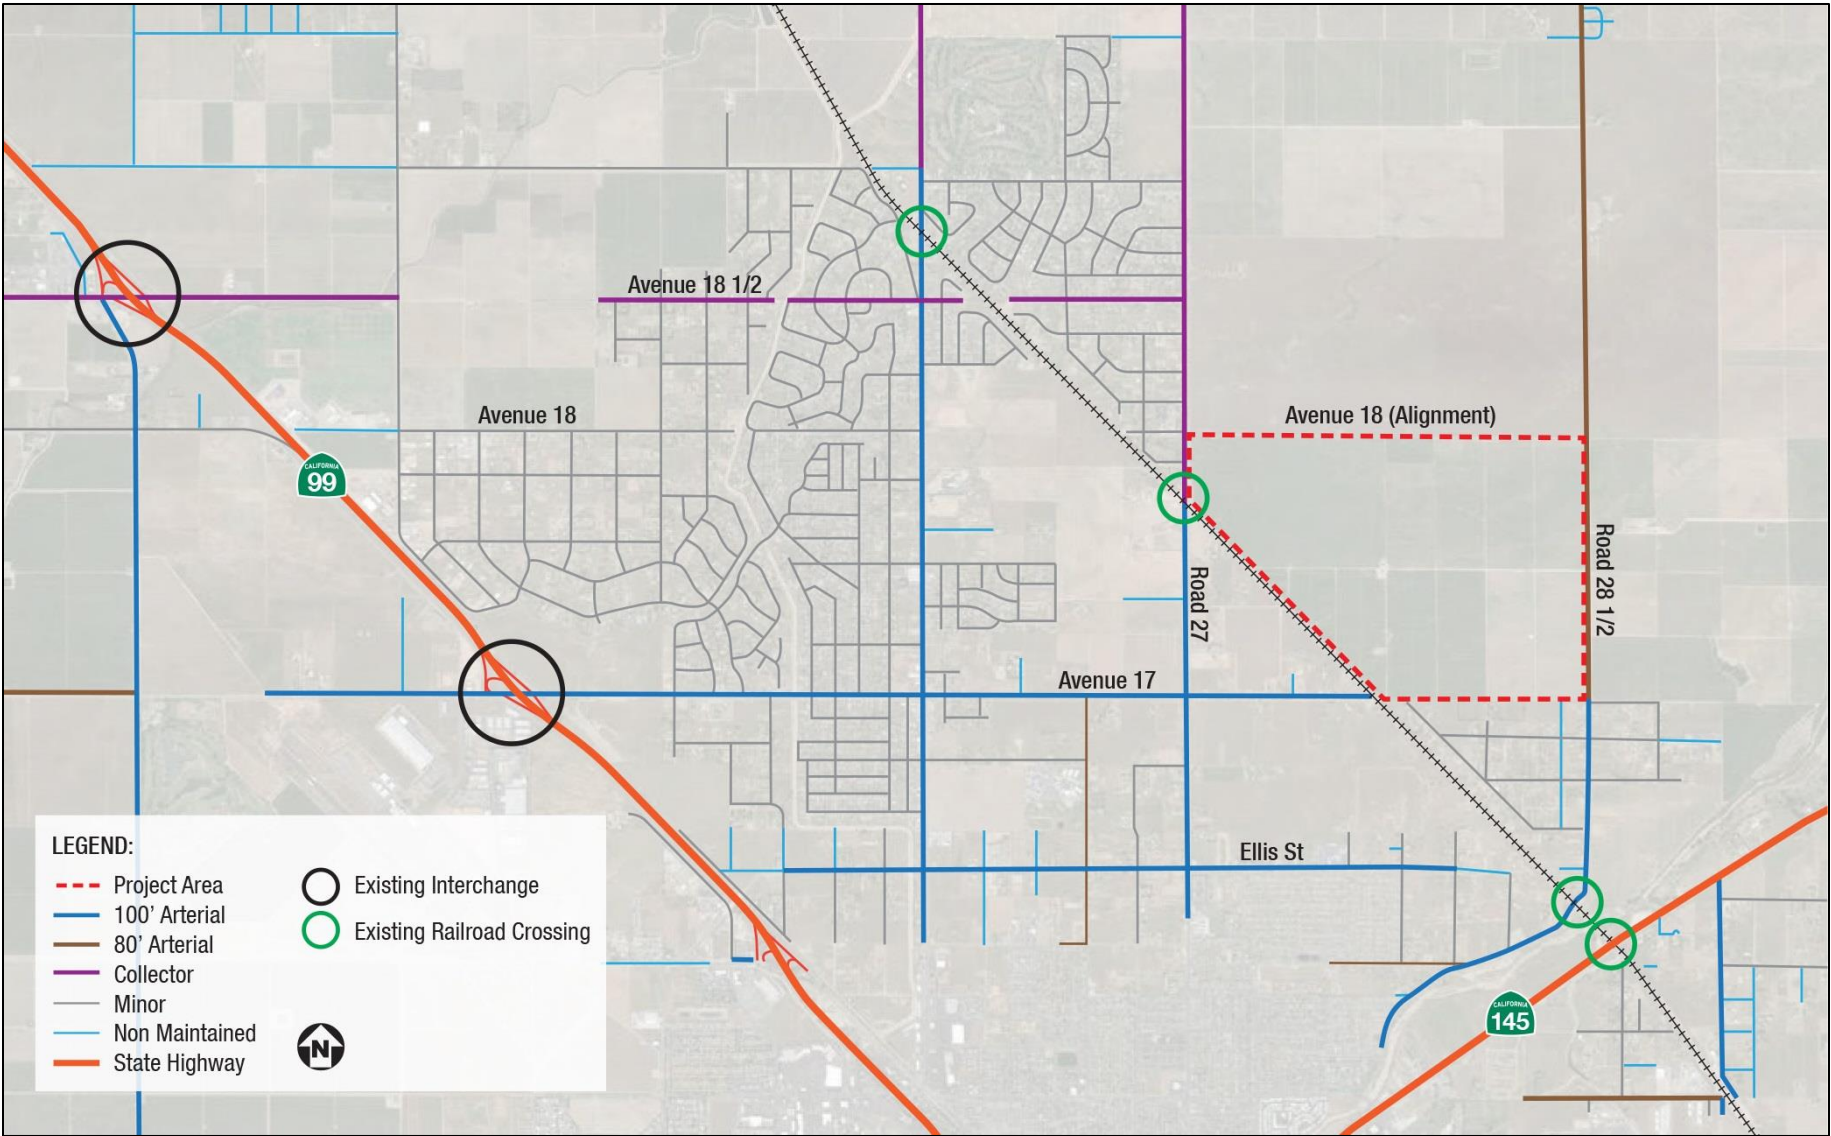 Avenue 18 1/2
Avenue 18
Avenue 18 (Alignment)
CALIFORNIA
99
Road 28 1/2
Road 27
Avenue 17
Ellis St
CALIFORNIA
145
LEGEND:
Project Area
100' Arterial
80' Arterial
Collector
Minor
Non Maintained
State Highway
Existing Interchange
Existing Railroad Crossing
N